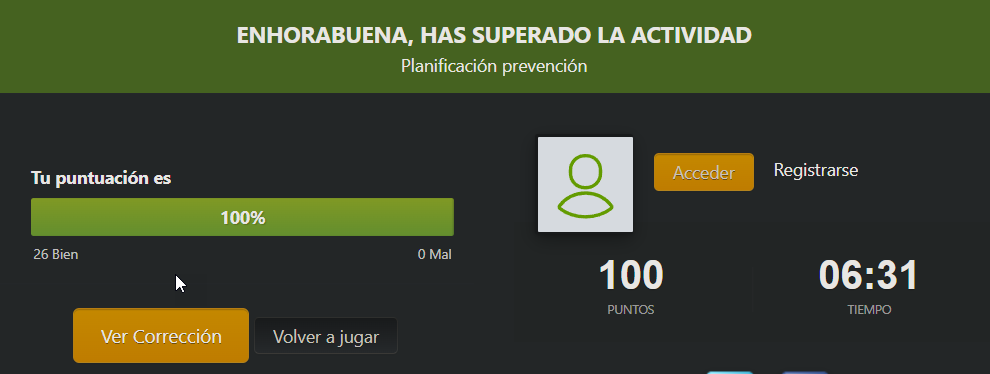 ENHORABUENA, HAS SUPERADO LA ACTIVIDAD
Planificación prevención
Tu puntuación es
100%
26 Bien
0 Mal
Ver Corrección
Volver a jugar
Acceder
Registrarse
100
PUNTOS
06:31
TIEMPO